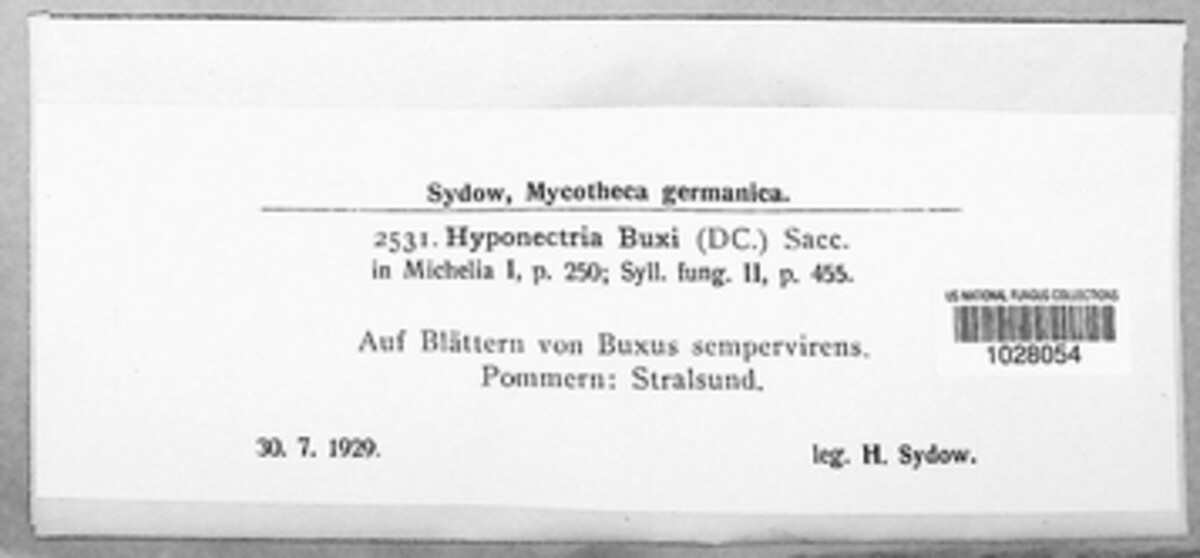 Sydow, Mycotheca germanica.
2531. Hyponectria Buxi (DC.) Sacc.
in Michelia I, p. 250; Syll. fung. II, p. 455.
US NATIONAL FUNGUS COLLECTIONS
1028054
Auf Blättern von Buxus sempervirens.
Pommern: Stralsund.
30. 7. 1929.
leg. H. Sydow.